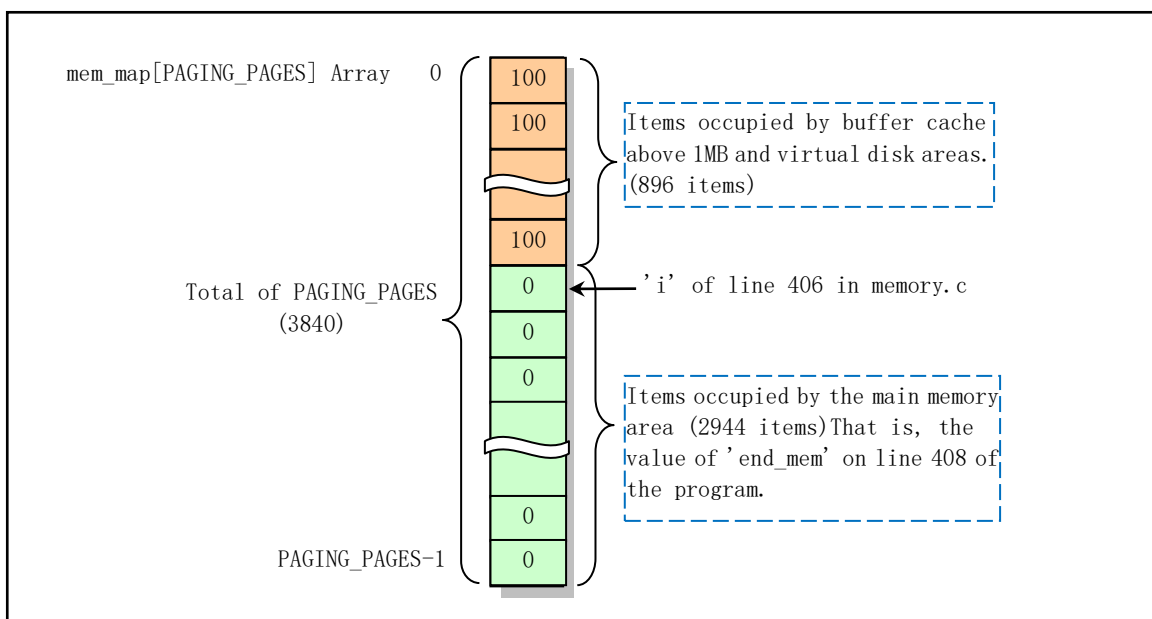 mem_map[PAGING_PAGES] Array 0
100
100
Items occupied by buffer cache
above 1MB and virtual disk areas.
(896 items)
100
0
'i' of line 406 in memory.c
Total of PAGING_PAGES
(3840)
0
0
Items occupied by the main memory
area (2944 items)That is, the
value of 'end_mem' on line 408 of
the program.
0
PAGING_PAGES-1
0